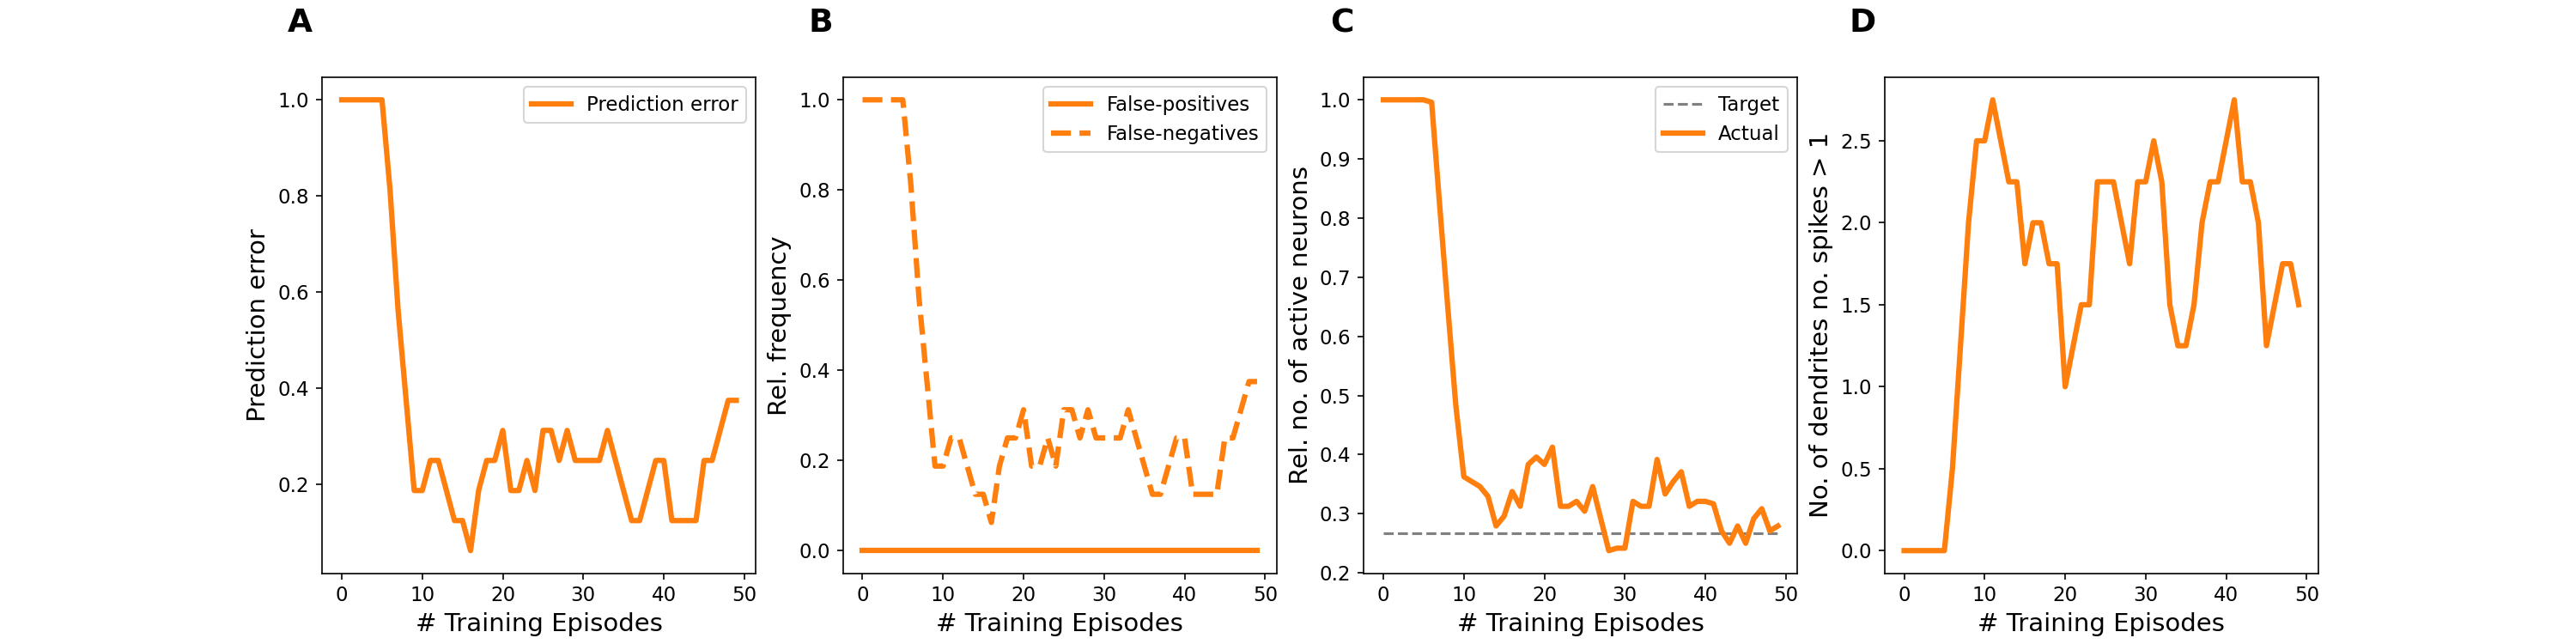 A
Prediction error
1.0
0.8
0.6
0.4
0.2
Prediction error
0
10
20
30
40
50
# Training Episodes
B
False-positives
False-negatives
1.0
0.8
0.6
0.4
0.2
0.0
Rel. frequency
0
10
20
30
40
50
# Training Episodes
C
Target
Actual
1.0
0.9
0.8
0.7
0.6
0.5
0.4
0.3
0.2
Rel. no. of active neurons
0
10
20
30
40
50
# Training Episodes
D
2.5
2.0
1.5
1.0
0.5
0.0
No. of dendrites no. spikes > 1
0
10
20
30
40
50
# Training Episodes